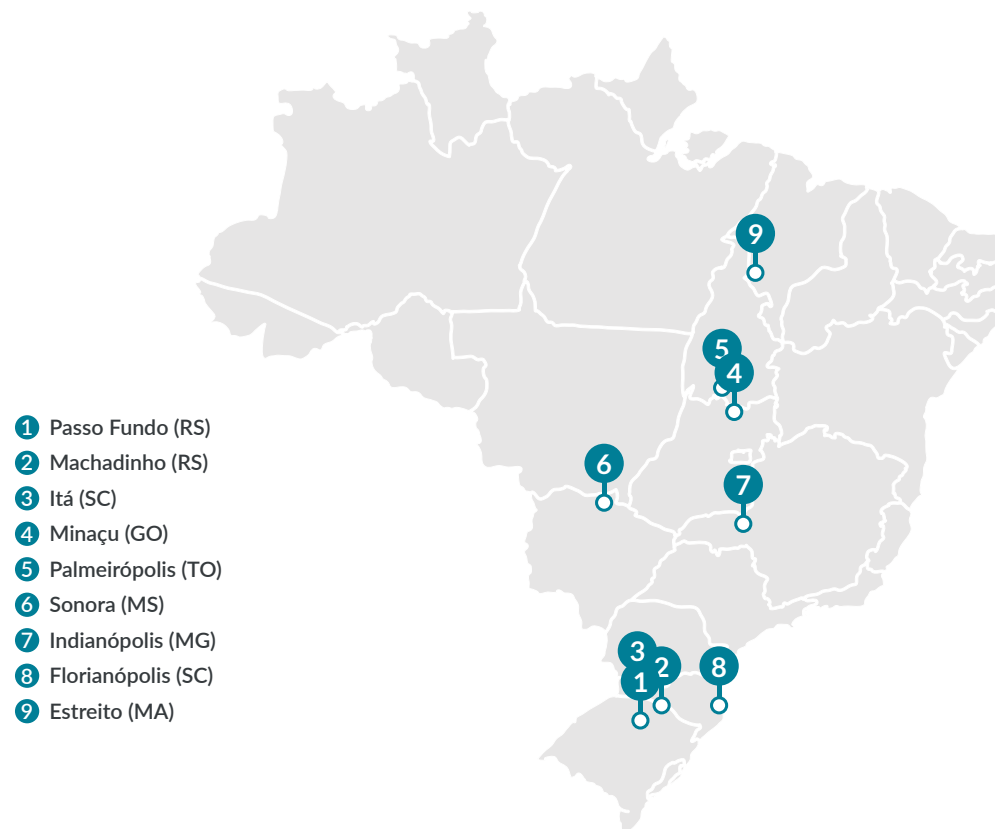 9
5
4
6
7
3
2
8
1
1 Passo Fundo (RS)
2 Machadinho (RS)
3 Itá (SC)
4 Minaçu (GO)
5 Palmeirópolis (TO)
6 Sonora (MS)
7 Indianópolis (MG)
8 Florianópolis (SC)
9 Estreito (MA)